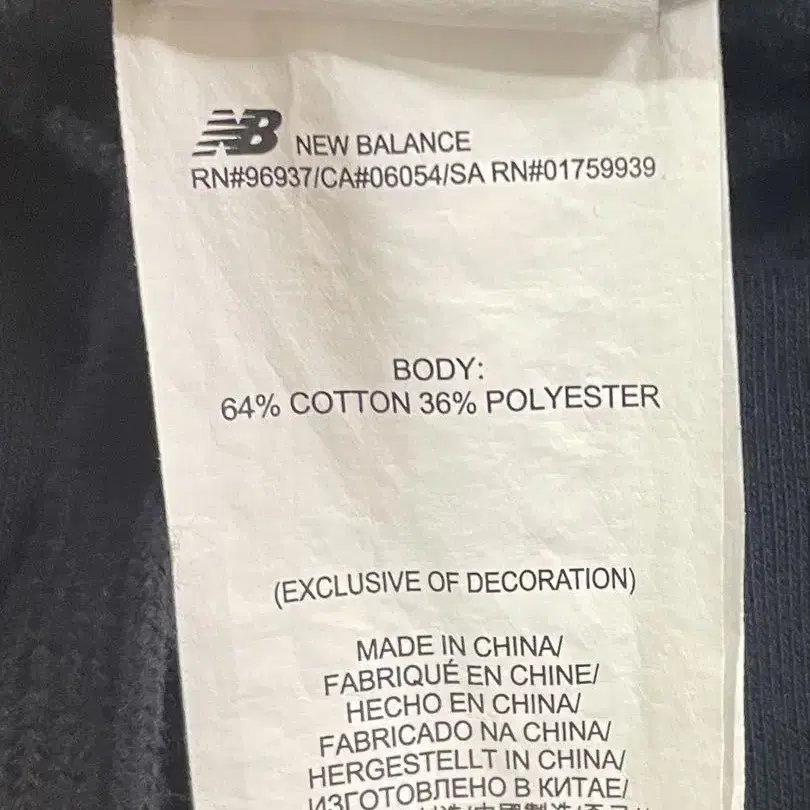 NB NEW BALANCE
RN#96937/CA#06054/SA RN#01759939
BODY:
64% COTTON 36% POLYESTER
(EXCLUSIVE OF DECORATION)
MADE IN CHINA/
FABRIQUÉ EN CHINE/
HECHO EN CHINA/
FABRICADO NA CHINA/
HERGESTELLT IN CHINA/
ИЗГОТОВЛЕНО В КИТАЕ/